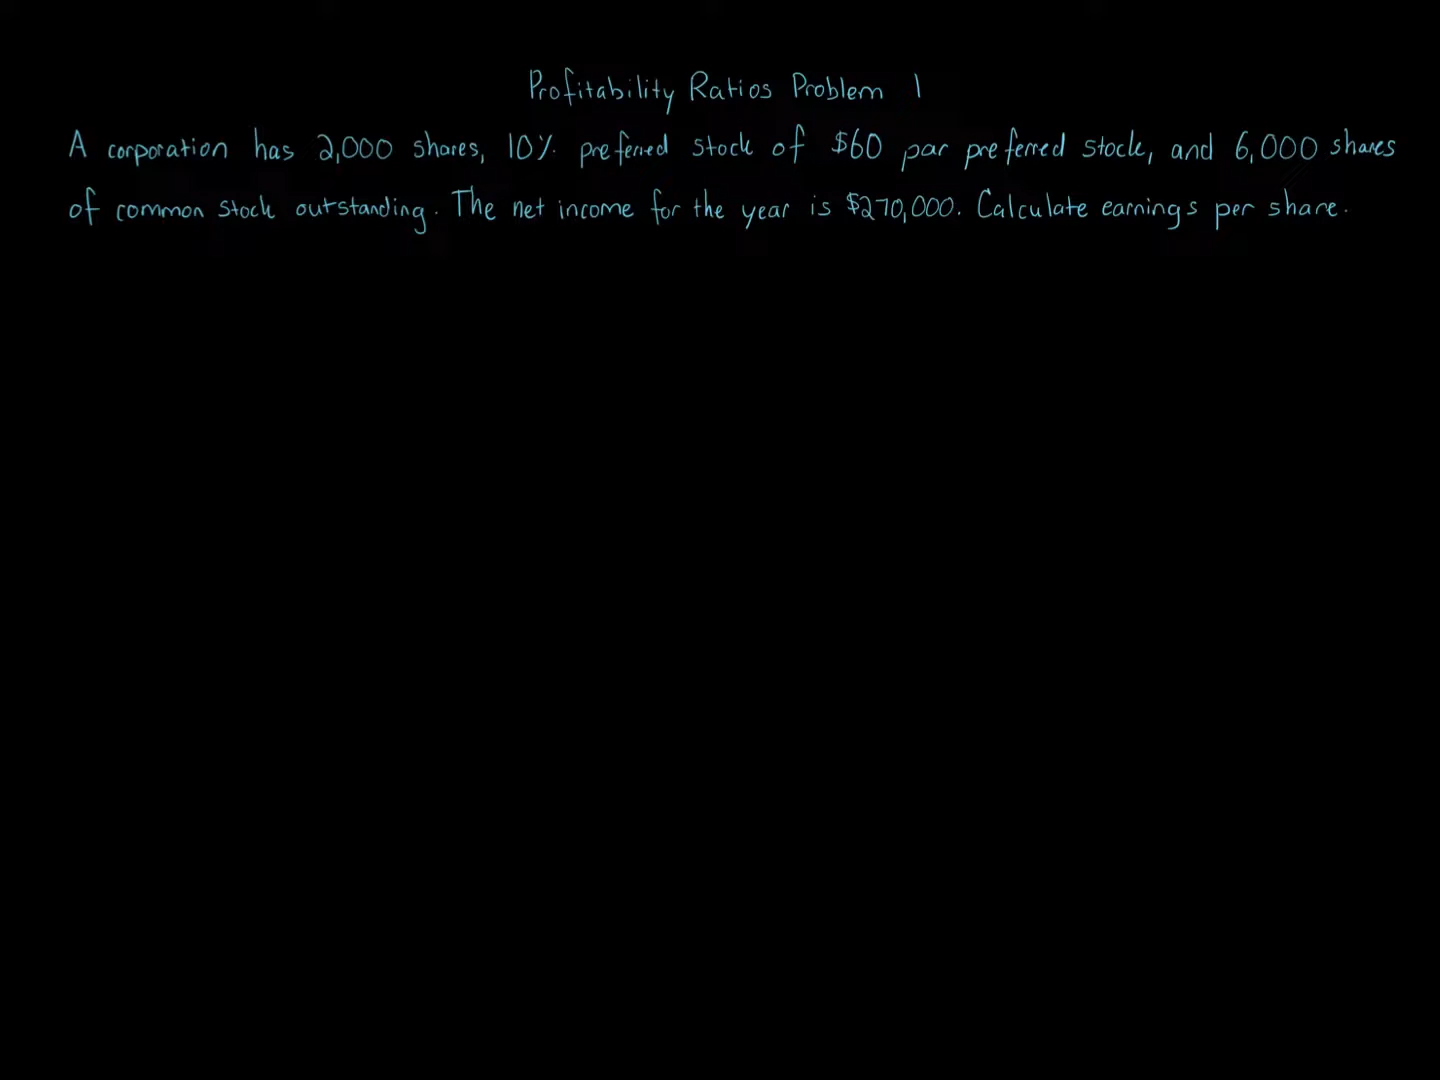 Profitability Ratios Problem 1
A corporation has 2,000 shares, 10% preferred stock of $60 par preferred stock, and 6,000 shares
of common stock outstanding. The net income for the year is $270,000. Calculate earnings per share.